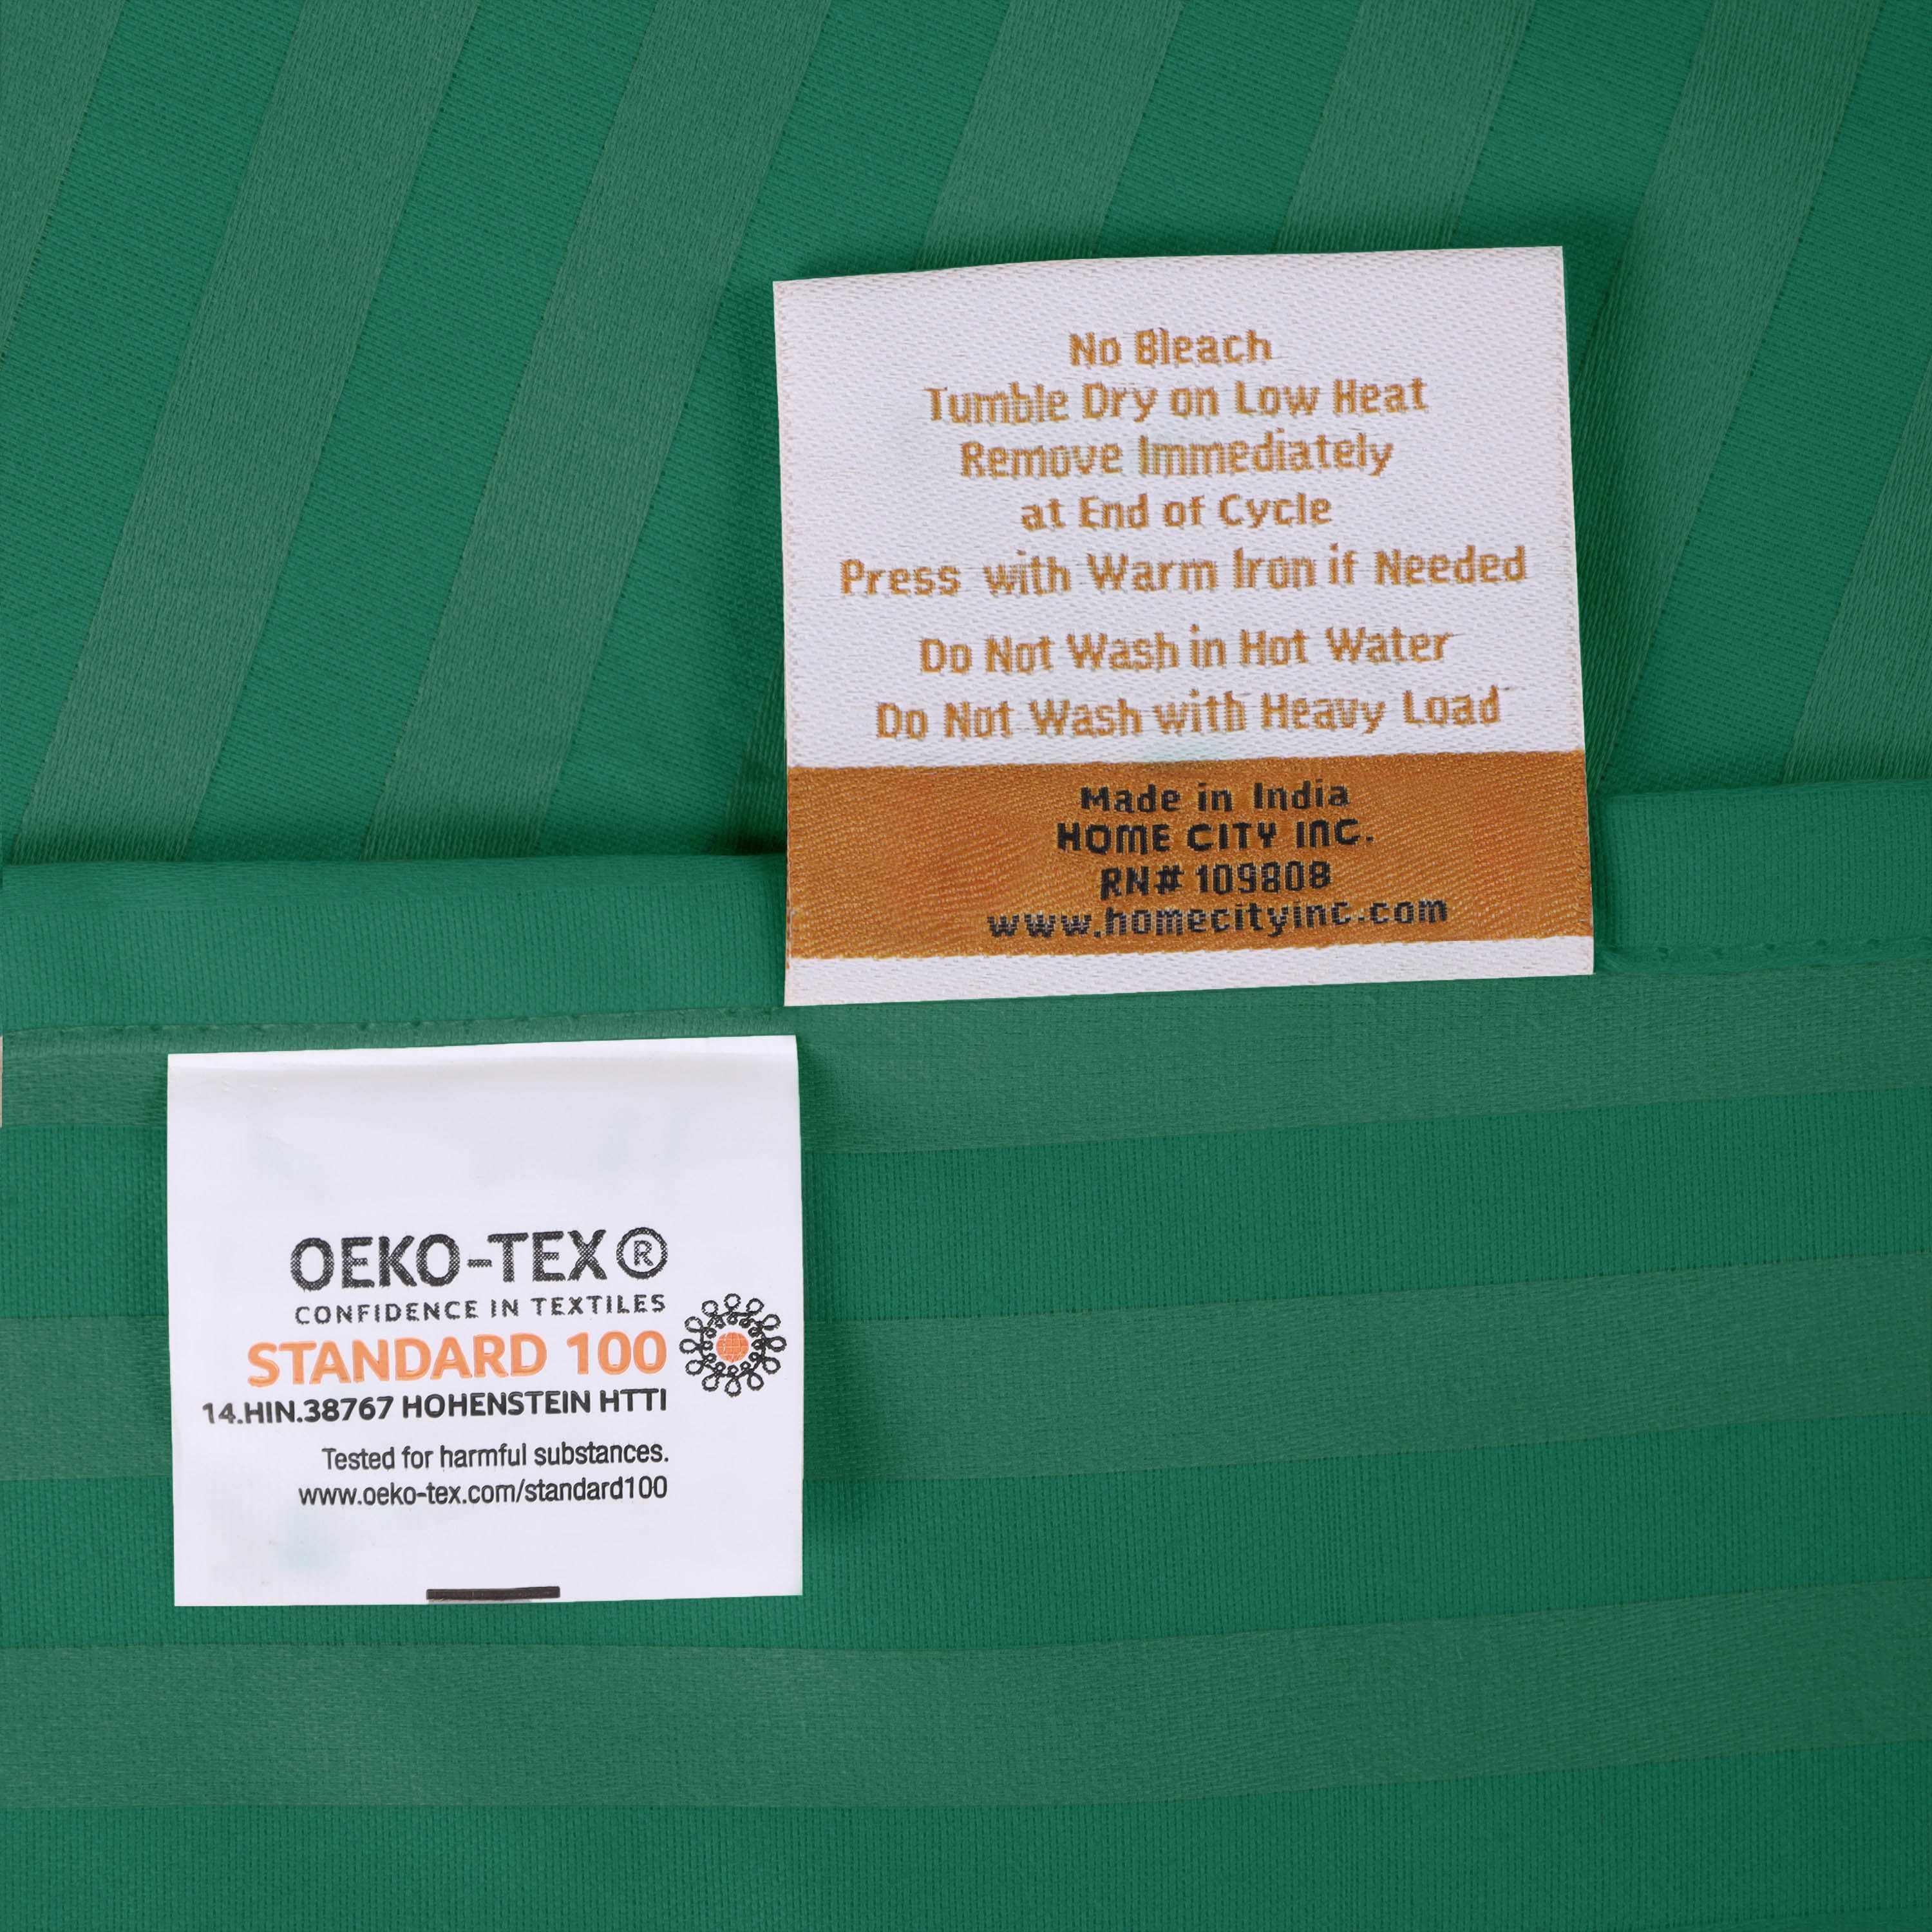 No Bleach
Tumble Dry on Low Heat
Remove Immediately
at End of Cycle
Press with Warm Iron if Needed
Do Not Wash in Hot Water
Do Not Wash with Heavy Load
Made in India
HOME CITY INC.
RN# 109808
www.homecityinc.com
OEKO-TEX®
CONFIDENCE IN TEXTILES
STANDARD 100
14.HIN.38767 HOHENSTEIN HTTI
Tested for harmful substances.
www.oeko-tex.com/standard100